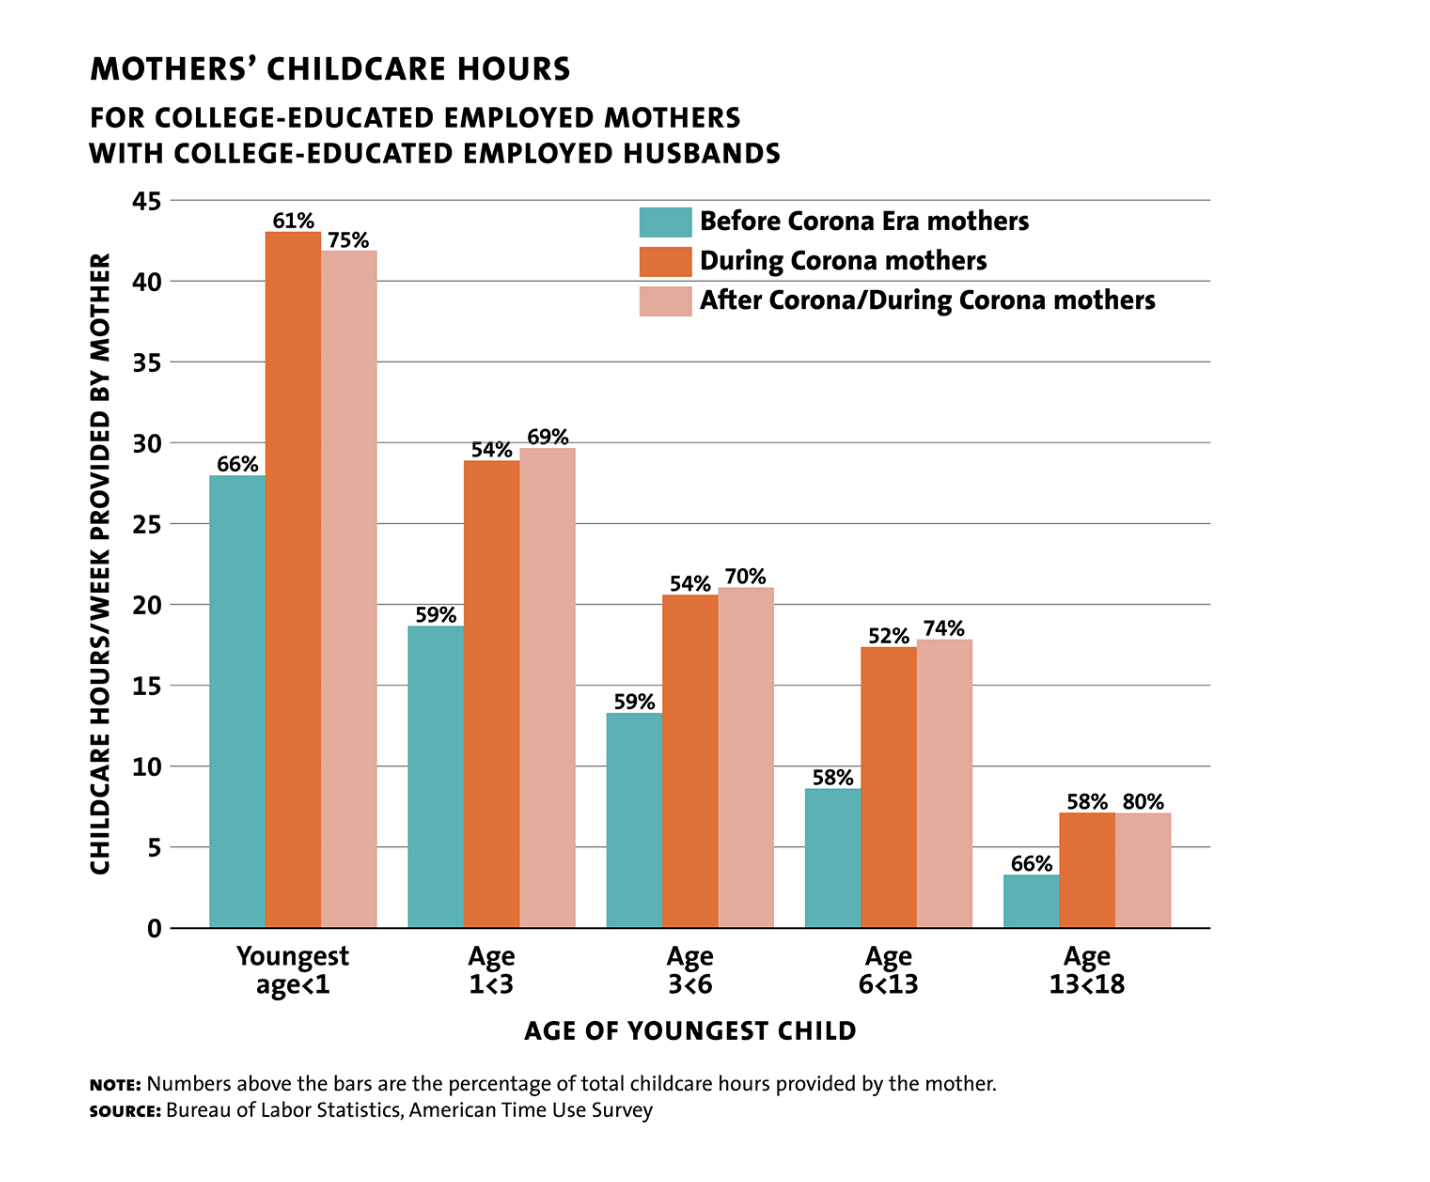 MOTHERS’ CHILDCARE HOURS
FOR COLLEGE-EDUCATED EMPLOYED MOTHERS
WITH COLLEGE-EDUCATED EMPLOYED HUSBANDS
CHILDCARE HOURS/WEEK PROVIDED BY MOTHER
45
40
35
30
25
20
15
10
5
0
Before Corona Era mothers
During Corona mothers
After Corona/During Corona mothers
66%
61%
75%
59%
54%
69%
59%
54%
70%
58%
52%
74%
66%
58%
80%
Youngest
age<1
Age
1<3
Age
3<6
Age
6<13
Age
13<18
AGE OF YOUNGEST CHILD
NOTE: Numbers above the bars are the percentage of total childcare hours provided by the mother.
SOURCE: Bureau of Labor Statistics, American Time Use Survey